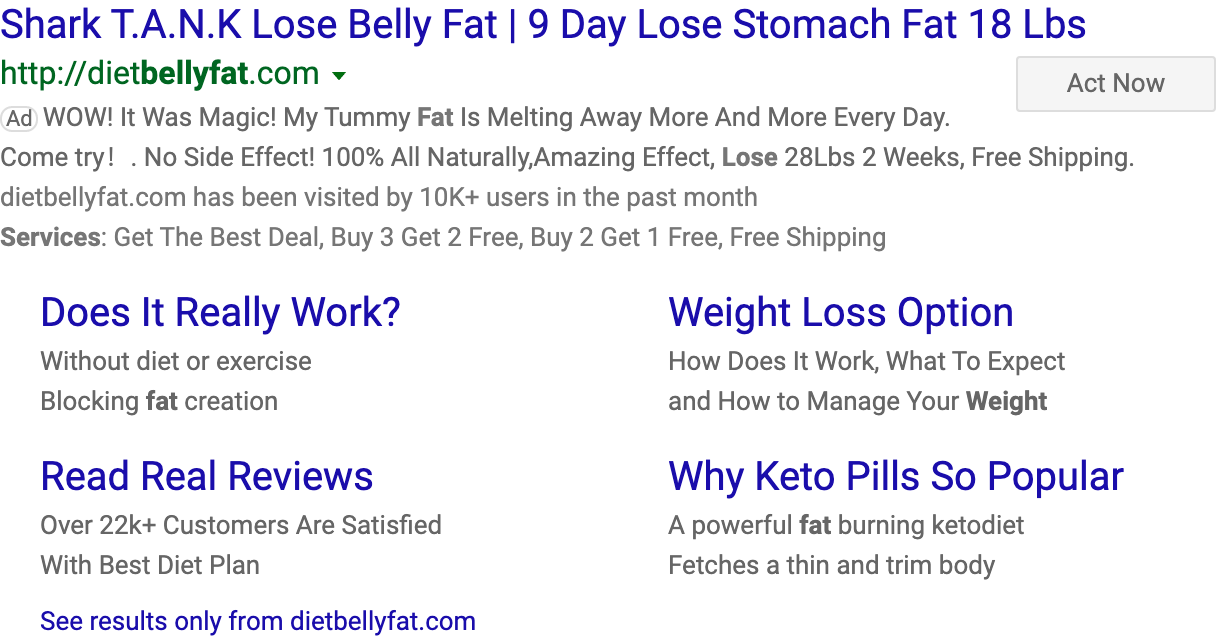 Shark T.A.N.K Lose Belly Fat | 9 Day Lose Stomach Fat 18 Lbs
http://dietbellyfat.com
Act Now
Ad WOW! It Was Magic! My Tummy Fat Is Melting Away More And More Every Day.
Come try！. No Side Effect! 100% All Naturally,Amazing Effect, Lose 28Lbs 2 Weeks, Free Shipping.
dietbellyfat.com has been visited by 10K+ users in the past month
Services: Get The Best Deal, Buy 3 Get 2 Free, Buy 2 Get 1 Free, Free Shipping
Does It Really Work?
Without diet or exercise
Blocking fat creation
Weight Loss Option
How Does It Work, What To Expect
and How to Manage Your Weight
Read Real Reviews
Over 22k+ Customers Are Satisfied
With Best Diet Plan
Why Keto Pills So Popular
A powerful fat burning ketodiet
Fetches a thin and trim body
See results only from dietbellyfat.com